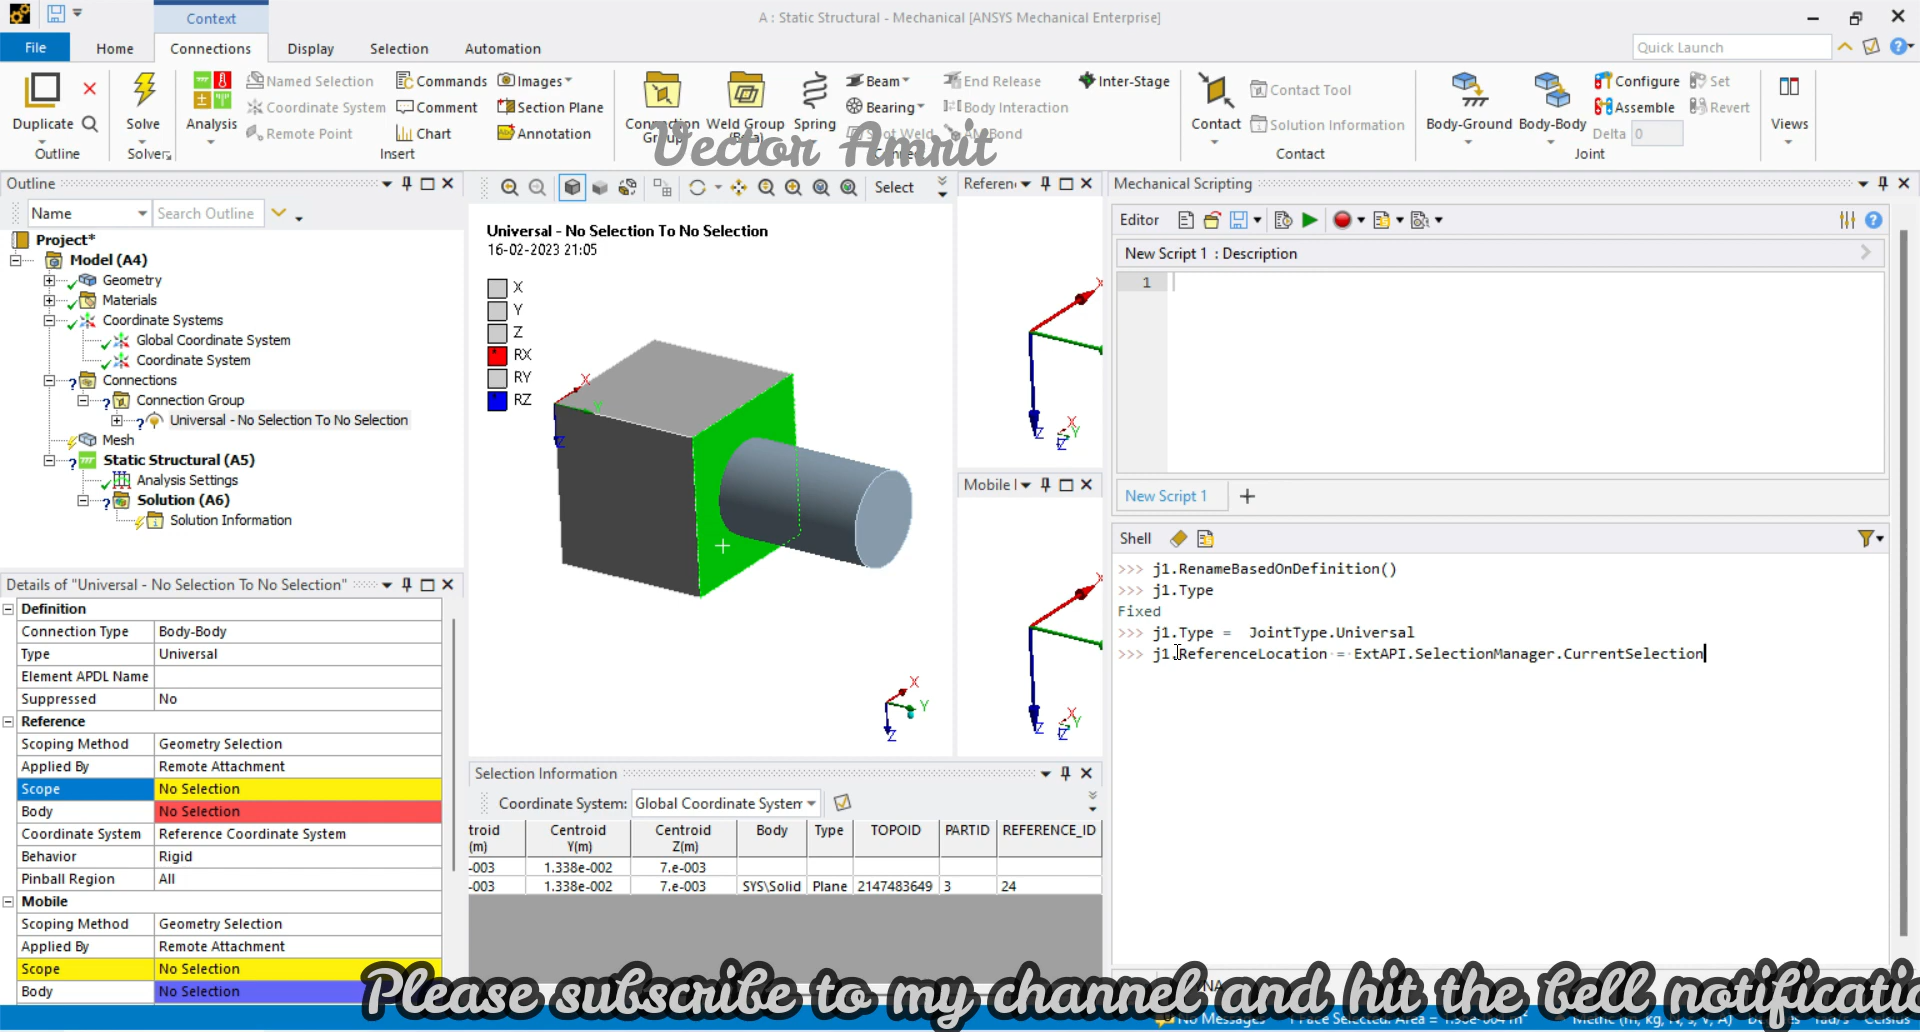 Context
A : Static Structural - Mechanical [ANSYS Mechanical Enterprise]
File Home Connections Display Selection Automation
Quick Launch
Duplicate
Outline
Solve
Solver
Analysis
Named Selection
Coordinate System
Remote Point
Commands
Comment
Chart
Images
Section Plane
Annotation
Insert
Weld Group
Spring
Beam
Bearing
End Release
Body Interaction
Inter-Stage
Vector Amrit
Contact
Contact Tool
Solution Information
Contact
Body-Ground Body-Body
Configure
Assemble
Delta 0
Set
Revert
Joint
Views
Outline
Name
Search Outline
Project*
Model (A4)
Geometry
Materials
Coordinate Systems
Global Coordinate System
Coordinate System
Connections
Connection Group
Universal - No Selection To No Selection
Mesh
Static Structural (A5)
Analysis Settings
Solution (A6)
Solution Information
Details of "Universal - No Selection To No Selection"
Definition
Connection Type Body-Body
Type Universal
Element APDL Name
Suppressed No
Reference
Scoping Method Geometry Selection
Applied By Remote Attachment
Scope No Selection
Body No Selection
Coordinate System Reference Coordinate System
Behavior Rigid
Pinball Region All
Mobile
Scoping Method Geometry Selection
Applied By Remote Attachment
Scope No Selection
Body No Selection
Select
Universal - No Selection To No Selection
16-02-2023 21:05
X
Y
Z
RX
RY
RZ
X
Y
Z
X
Y
Z
Referen
X
Z
X
Y
Z
Mobile
X
Z
X
Y
Z
Selection Information
Coordinate System: Global Coordinate System
troid (m) Centroid Y(m) Centroid Z(m) Body Type TOPOID PARTID REFERENCE_ID
-003 1.338e-002 7.e-003
-003 1.338e-002 7.e-003 SYS\Solid Plane 2147483649 3 24
Mechanical Scripting
Editor
New Script 1 : Description
1
New Script 1 +
Shell
>>> j1.RenameBasedOnDefinition()
>>> j1.Type
Fixed
>>> j1.Type = JointType.Universal
>>> j1.ReferenceLocation = ExtAPI.SelectionManager.CurrentSelection
Please subscribe to my channel and hit the bell notificatio
No Messages